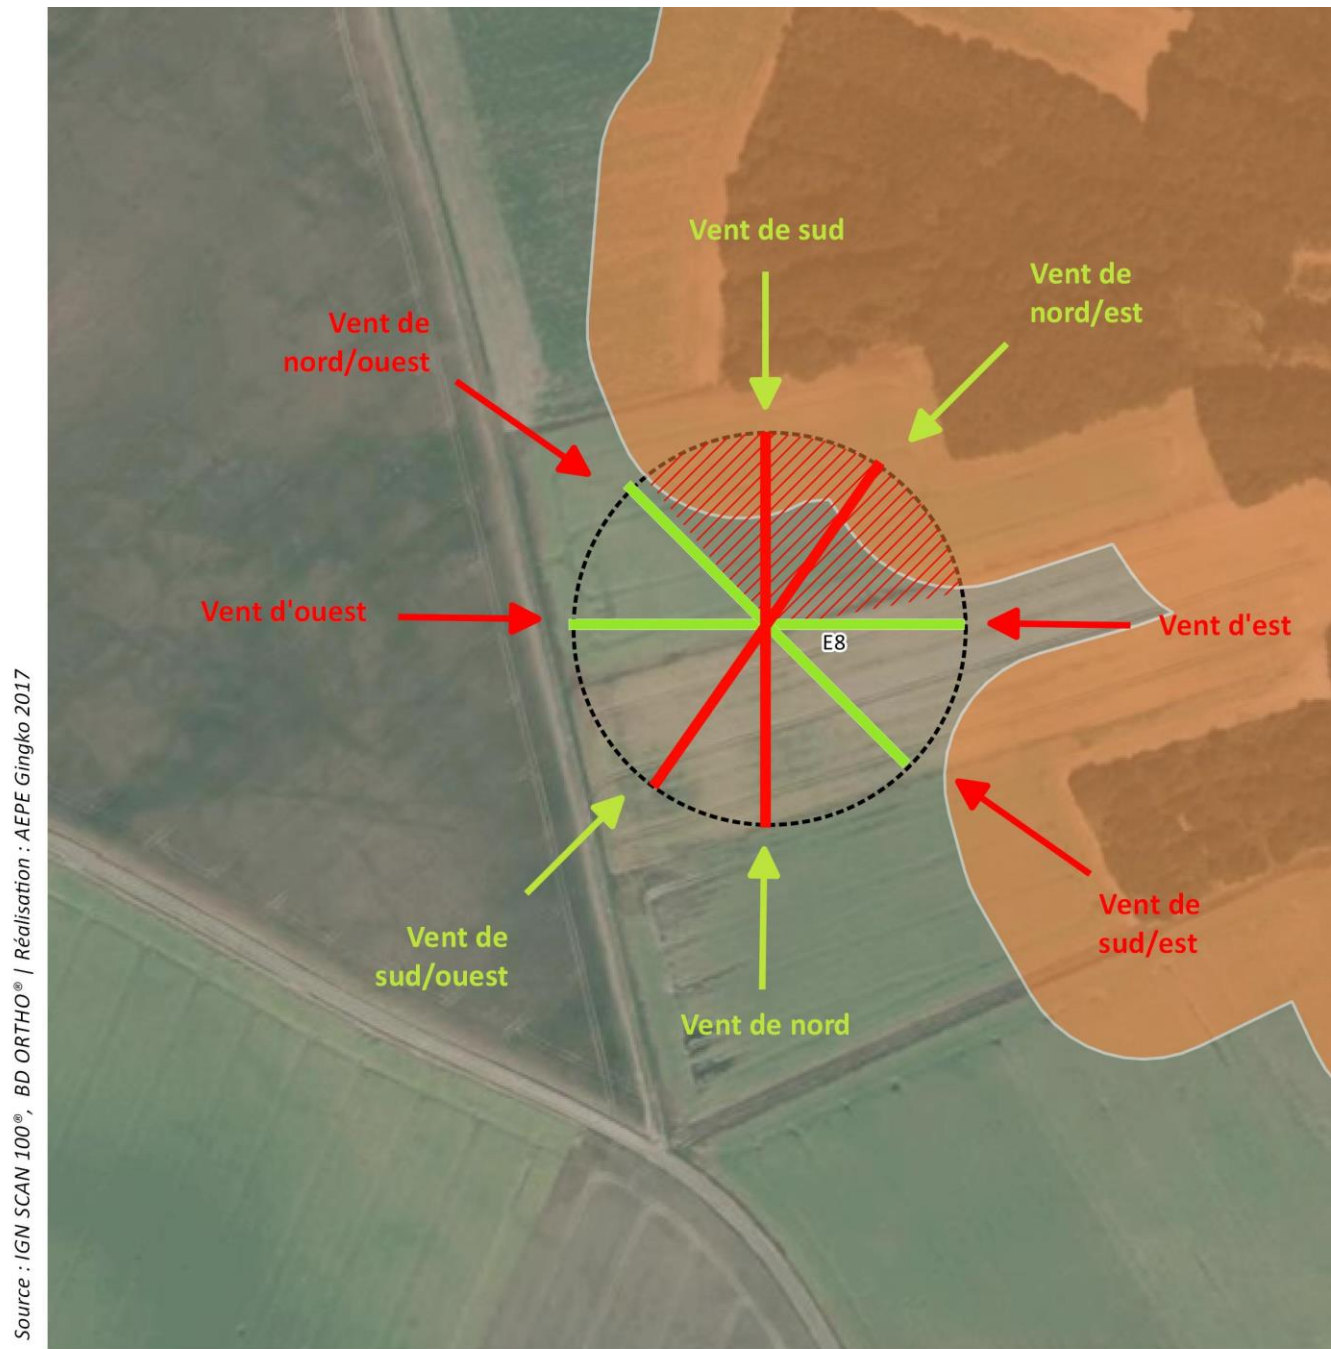 Vent de sud
Vent de
nord/est
Vent de
nord/ouest
Vent d'ouest
Vent d'est
E8
Vent de
sud/est
Vent de
sud/ouest
Vent de nord
Source : IGN SCAN 100®, BD ORTHO® | Réalisation : AEPE Gingko 2017